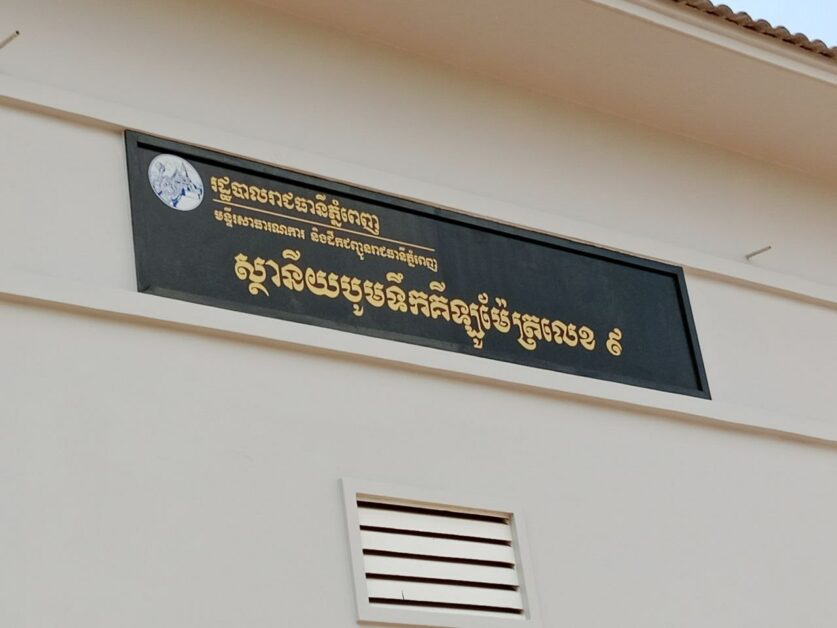 រដ្ឋបាលរាជធានីភ្នំពេញ
មន្ទីរសាធារណការ និងដឹកជញ្ជូនរាជធានីភ្នំពេញ
ស្ថានីយបូមទឹកគីឡូម៉ែត្រលេខ ៩